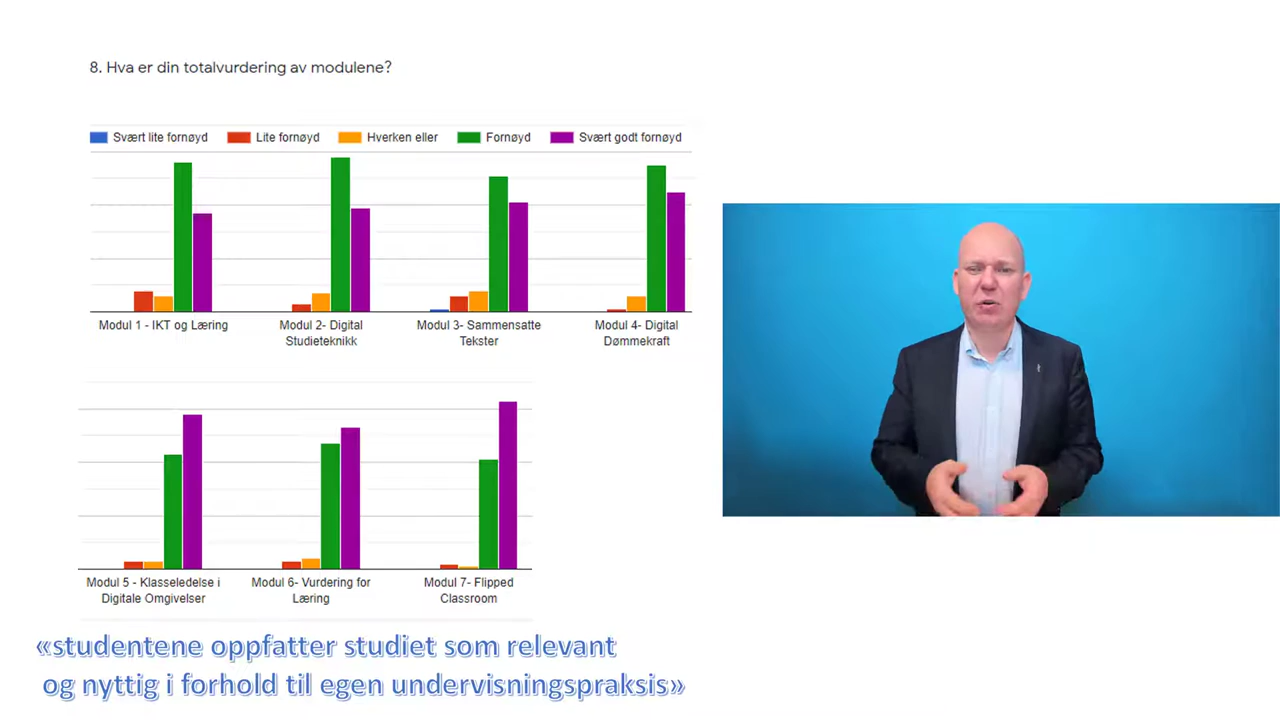 8. Hva er din totalvurdering av modulene?
Svært lite fornøyd Lite fornøyd Hverken eller Fornøyd Svært godt fornøyd
Modul 1 - IKT og Læring
Modul 2- Digital
Studieteknikk
Modul 3- Sammensatte
Tekster
Modul 4- Digital
Dømmekraft
Modul 5 - Klasseledelse i
Digitale Omgivelser
Modul 6- Vurdering for
Læring
Modul 7- Flipped
Classroom
«studentene oppfatter studiet som relevant
og nyttig i forhold til egen undervisningspraksis»